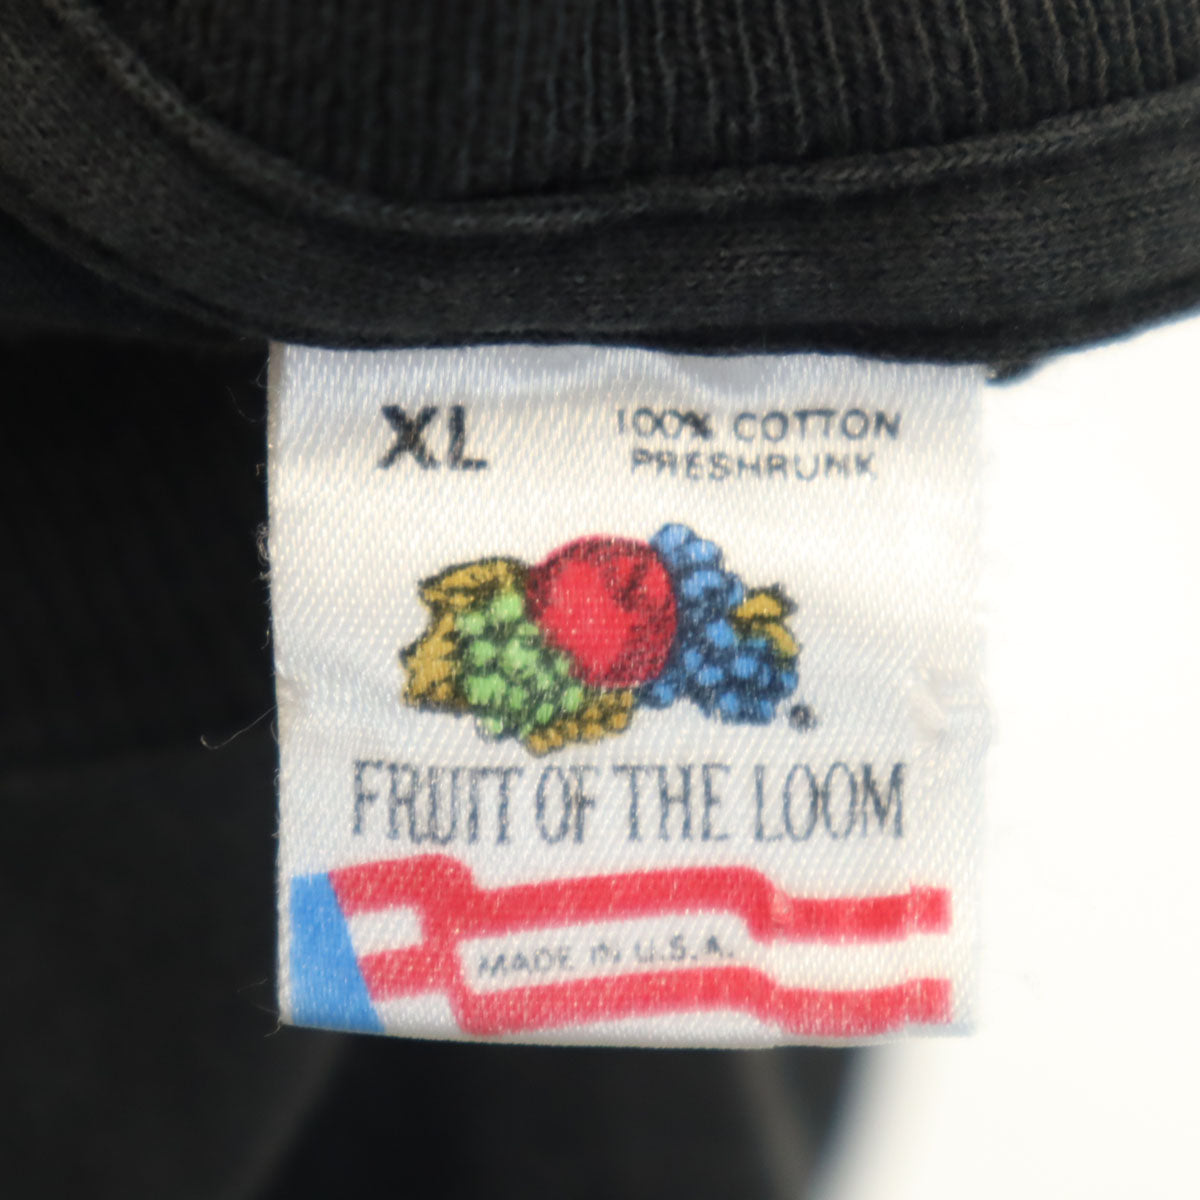 XL
100% COTTON
PRESHRUNK
®
FRUIT OF THE LOOM
MADE IN U.S.A.